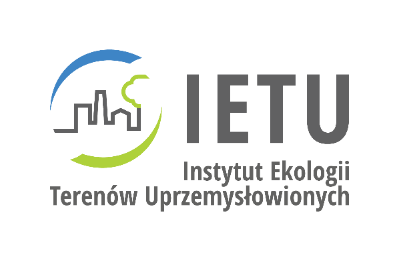 IETU
Instytut Ekologii
Terenów Uprzemysłowionych